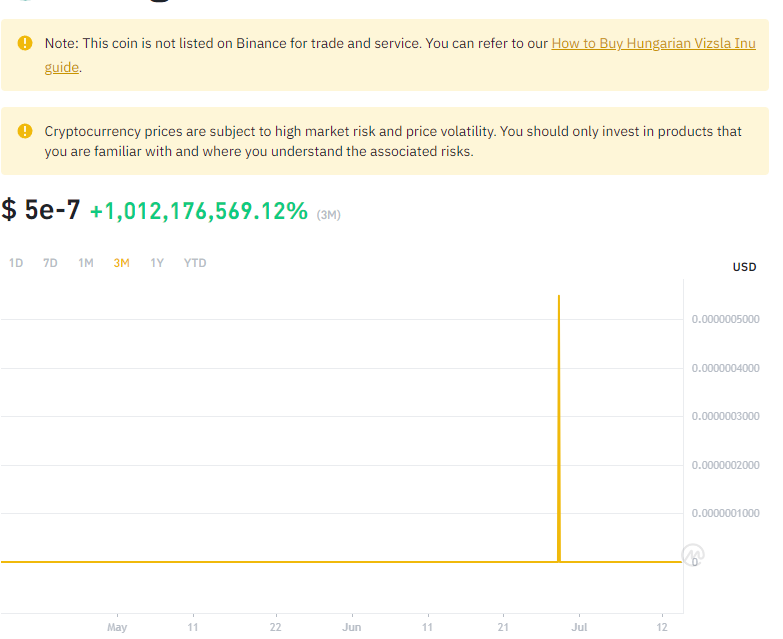 Note: This coin is not listed on Binance for trade and service. You can refer to our How to Buy Hungarian Vizsla Inu
guide.
Cryptocurrency prices are subject to high market risk and price volatility. You should only invest in products that
you are familiar with and where you understand the associated risks.
$ 5e-7 +1,012,176,569.12% (3M)
1D 7D 1M 3M 1Y YTD
USD
0.0000005000
0.0000004000
0.0000003000
0.0000002000
0.0000001000
0
May 11 22 Jun 11 21 Jul 12